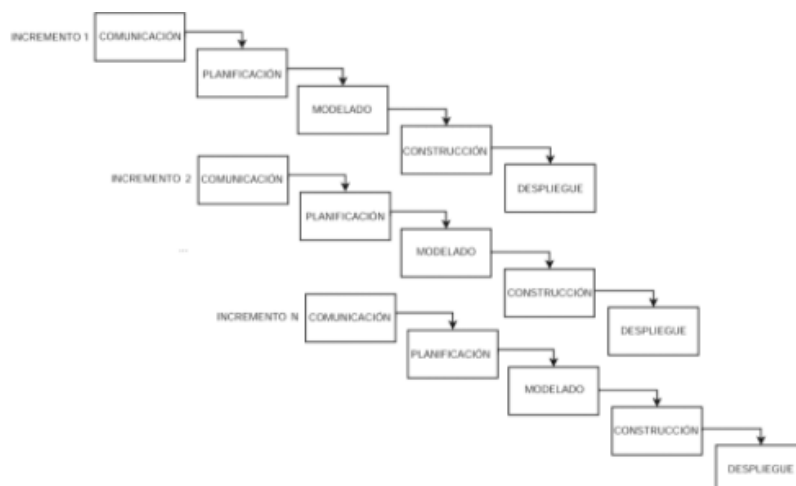 INCREMENTO 1
COMUNICACIÓN
PLANIFICACIÓN
MODELADO
CONSTRUCCIÓN
DESPLIEGUE
INCREMENTO 2
COMUNICACIÓN
PLANIFICACIÓN
MODELADO
CONSTRUCCIÓN
DESPLIEGUE
...
INCREMENTO N
COMUNICACIÓN
PLANIFICACIÓN
MODELADO
CONSTRUCCIÓN
DESPLIEGUE